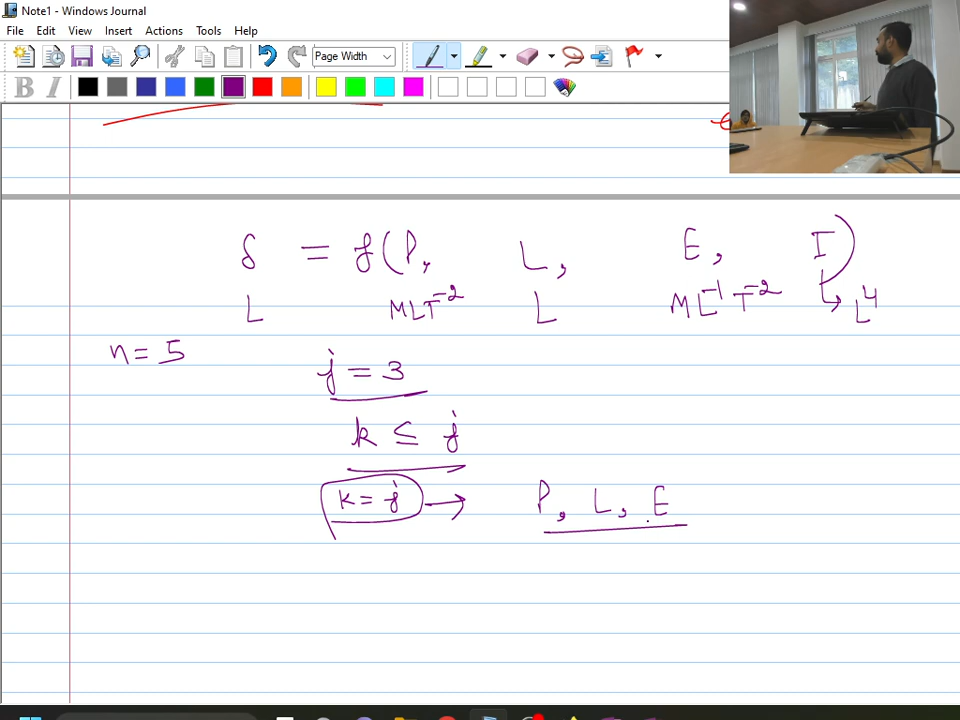 Note1 - Windows Journal
File Edit View Insert Actions Tools Help
Page Width
B I
δ = f(P, L, E, I)
L MLT⁻² L ML⁻¹T⁻² ↳ L⁴
n = 5
j = 3
k ≤ j
k = j → P, L, E